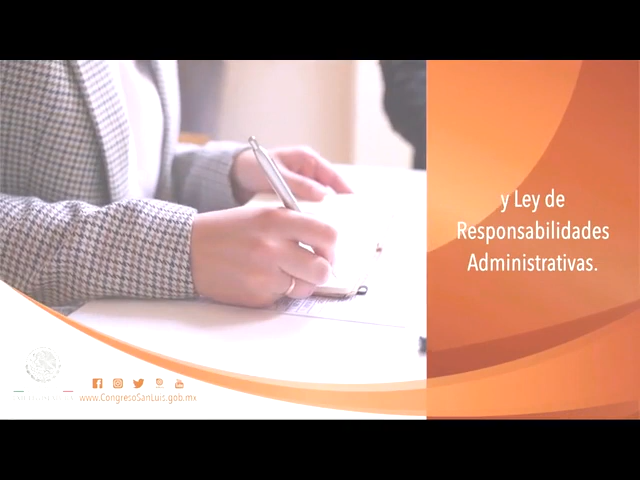 y Ley de
Responsabilidades
Administrativas.
www.CongresoSanLuis.gob.mx